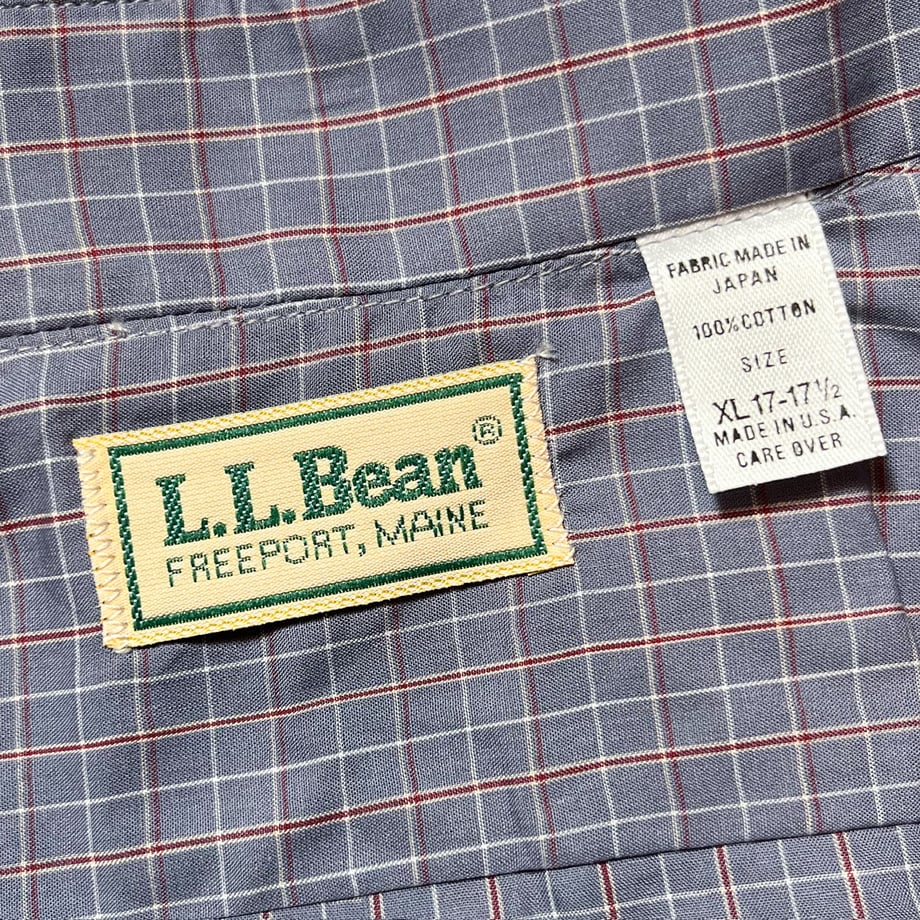 L.L.Bean®
FREEPORT, MAINE
FABRIC MADE IN
JAPAN
100% COTTON
SIZE
XL 17-17½
MADE IN U.S.A.
CARE OVER